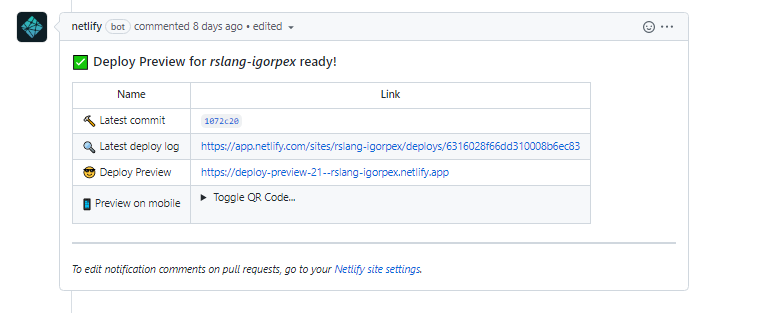 netlify bot commented 8 days ago • edited
✅ Deploy Preview for rslang-igorpex ready!
Name Link
🔨 Latest commit 1072c20
🔍 Latest deploy log https://app.netlify.com/sites/rslang-igorpex/deploys/6316028f66dd310008b6ec83
😎 Deploy Preview https://deploy-preview-21--rslang-igorpex.netlify.app
📱 Preview on mobile ▶ Toggle QR Code...
To edit notification comments on pull requests, go to your Netlify site settings.